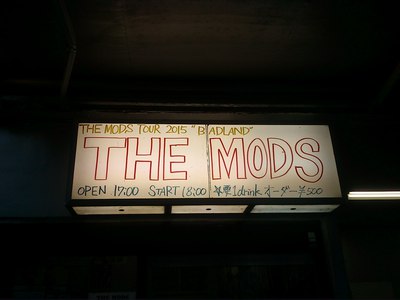 THE MODS TOUR 2015 "BADLAND"
THE MODS
OPEN 17:00 START 18:00 ※要1drinkオーダー¥500